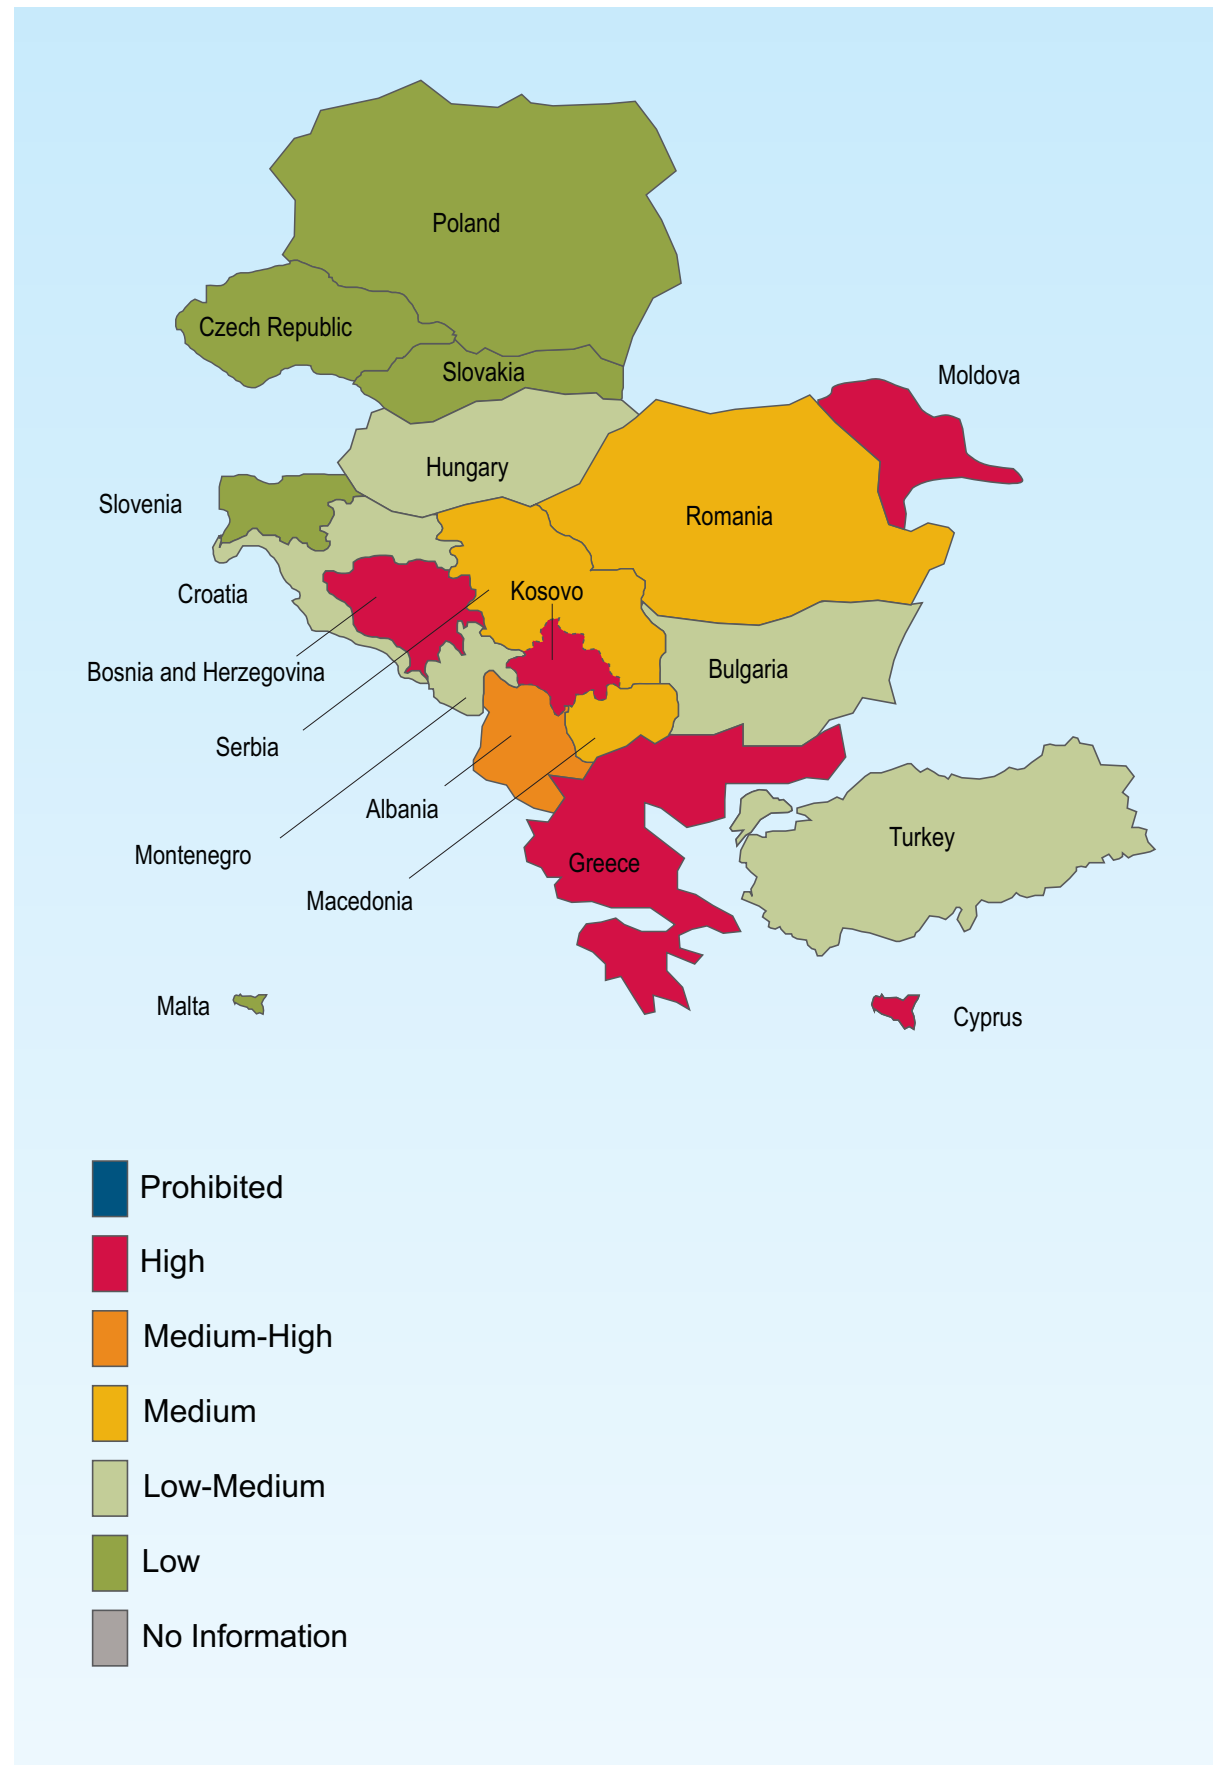 Poland
Czech Republic
Slovakia
Moldova
Hungary
Slovenia
Romania
Croatia
Kosovo
Bosnia and Herzegovina
Bulgaria
Serbia
Albania
Turkey
Montenegro
Greece
Macedonia
Malta
Cyprus
Prohibited
High
Medium-High
Medium
Low-Medium
Low
No Information